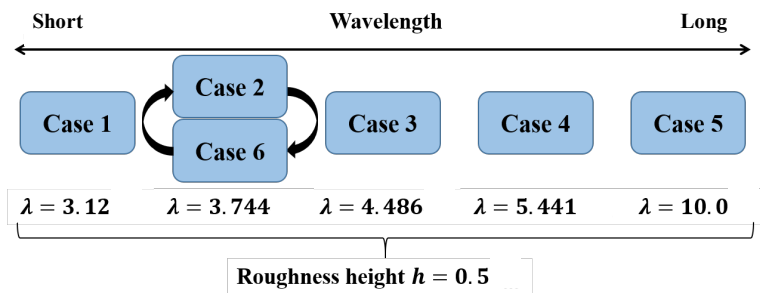 Short Wavelength Long
Case 2
Case 1 Case 3 Case 4 Case 5
Case 6
λ = 3.12 λ = 3.744 λ = 4.486 λ = 5.441 λ = 10.0
Roughness height h = 0.5